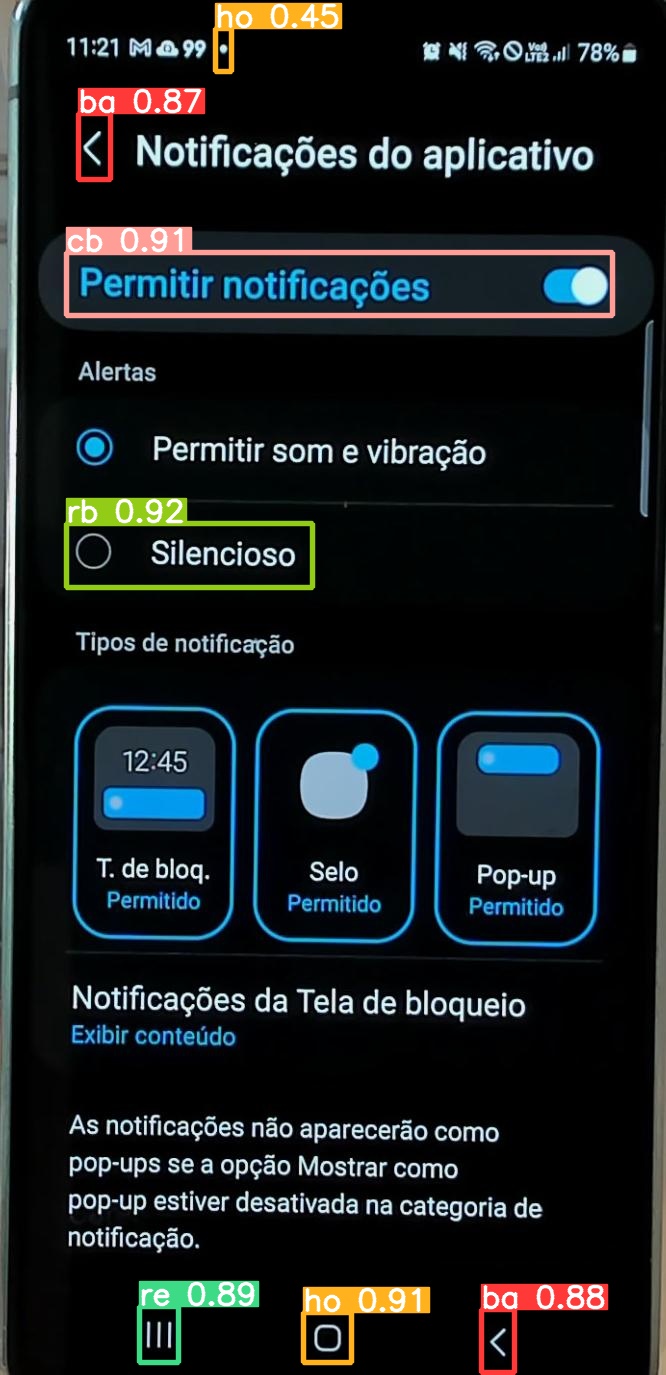 ho 0.45
11:21 99 78%
Vo))
LTE2
ba 0.87
Notificações do aplicativo
cb 0.91
Permitir notificações
Alertas
Permitir som e vibração
rb 0.92
Silencioso
Tipos de notificação
12:45
T. de bloq.
Permitido
Selo
Permitido
Pop-up
Permitido
Notificações da Tela de bloqueio
Exibir conteúdo
As notificações não aparecerão como
pop-ups se a opção Mostrar como
pop-up estiver desativada na categoria de
notificação.
re 0.89
ho 0.91
ba 0.88